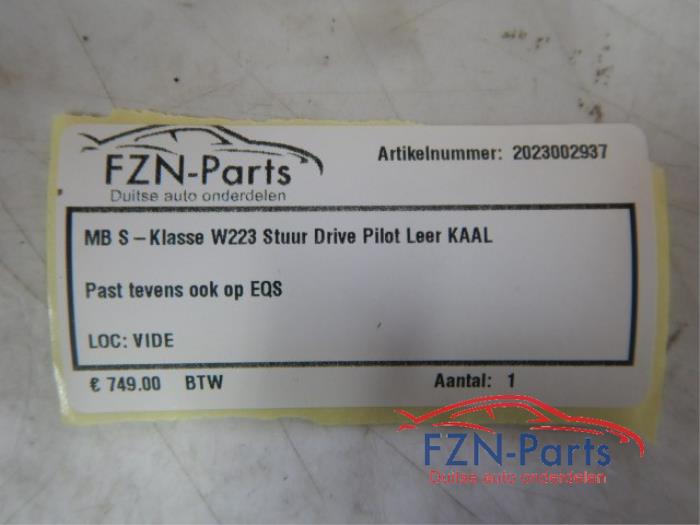 FZN-Parts
Duitse auto onderdelen
Artikelnummer: 2023002937
MB S-Klasse W223 Stuur Drive Pilot Leer KAAL
Past tevens ook op EQS
LOC: VIDE
€ 749.00 BTW
Aantal: 1
FZN-Parts
Duitse auto onderdelen